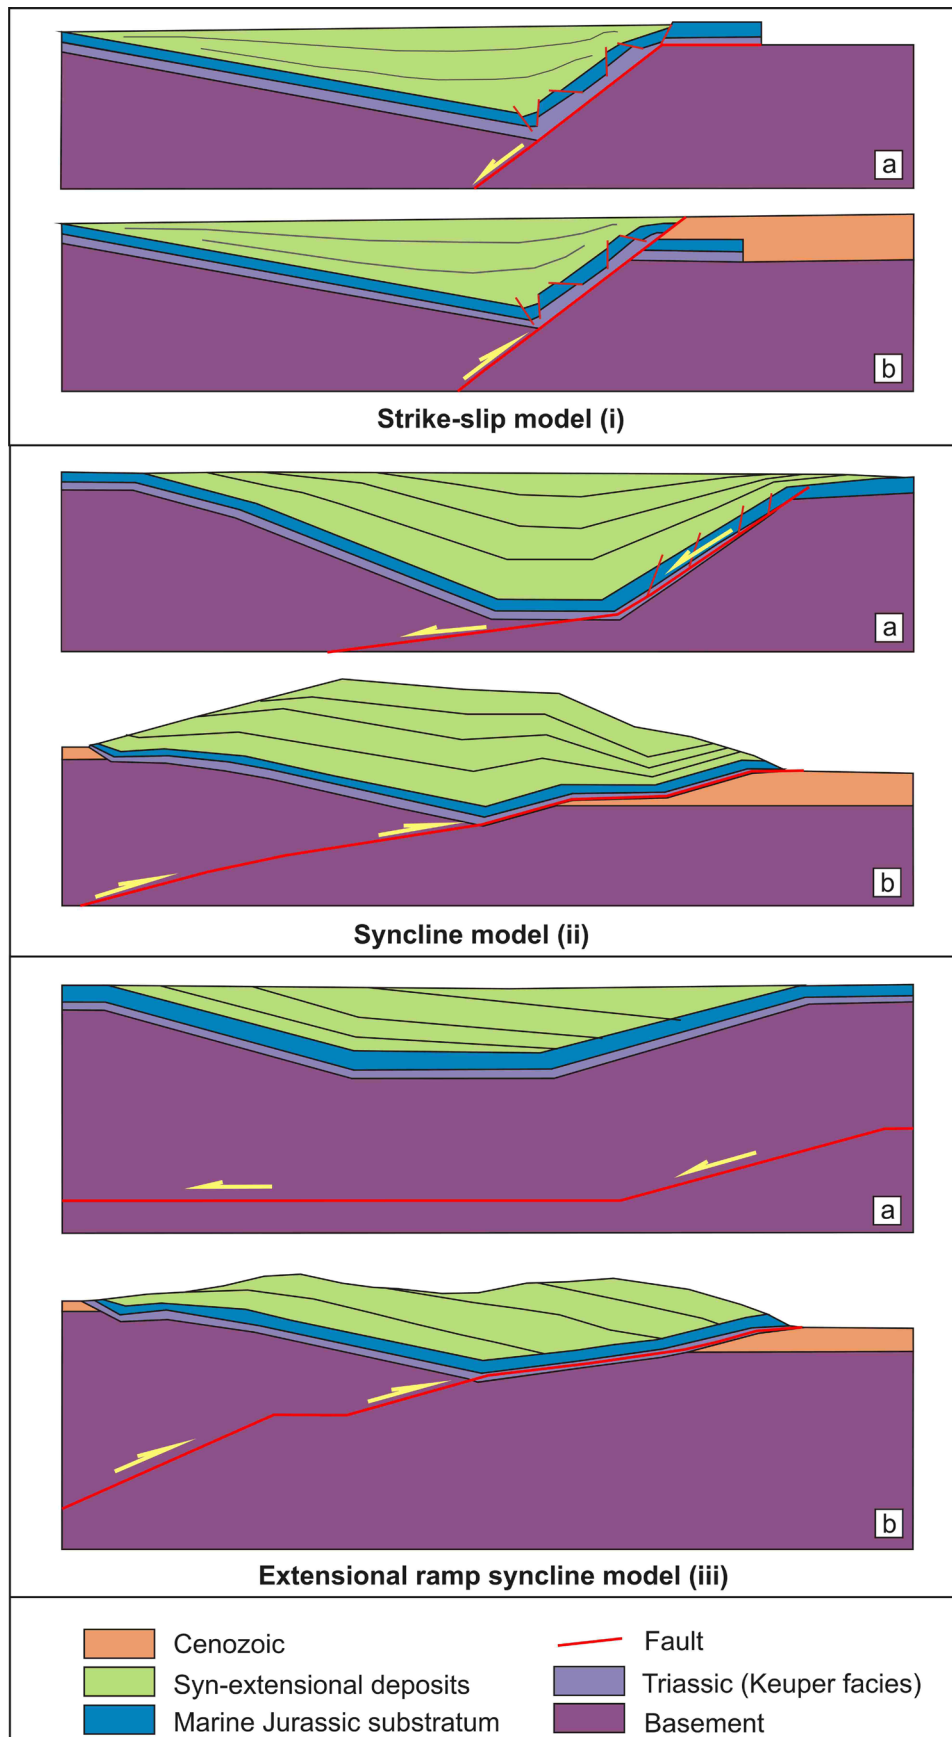 a
b
Strike-slip model (i)
a
b
Syncline model (ii)
a
b
Extensional ramp syncline model (iii)
Cenozoic
Fault
Syn-extensional deposits
Triassic (Keuper facies)
Marine Jurassic substratum
Basement